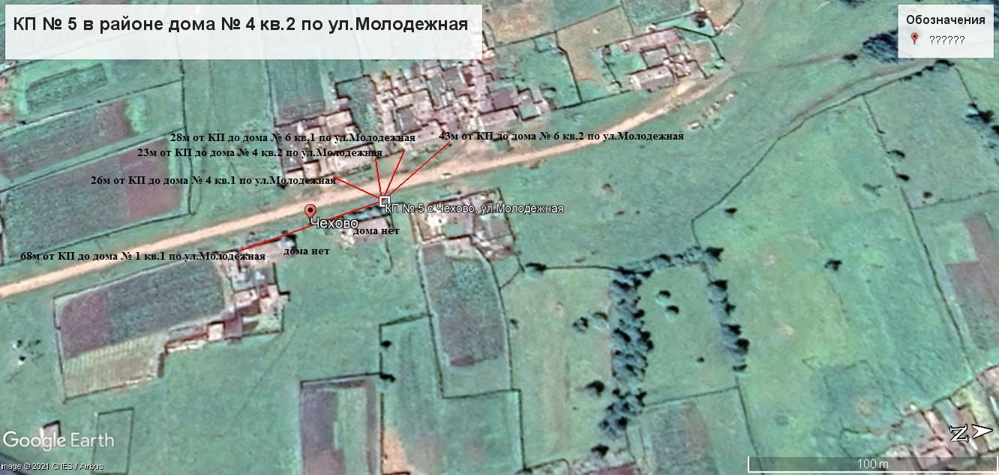 КП № 5 в районе дома № 4 кв.2 по ул.Молодежная
Обозначения
??????
28м от КП до дома № 6 кв.1 по ул.Молодежная
43м от КП до дома № 6 кв.2 по ул.Молодежная
23м от КП до дома № 4 кв.2 по ул.Молодежная
26м от КП до дома № 4 кв.1 по ул.Молодежная
КП № 5 с.Чехово, ул.Молодежная
Чехово
дома нет
дома нет
68м от КП до дома № 1 кв.1 по ул.Молодежная
Google Earth
Image © 2021 CNES / Airbus
N
100 m